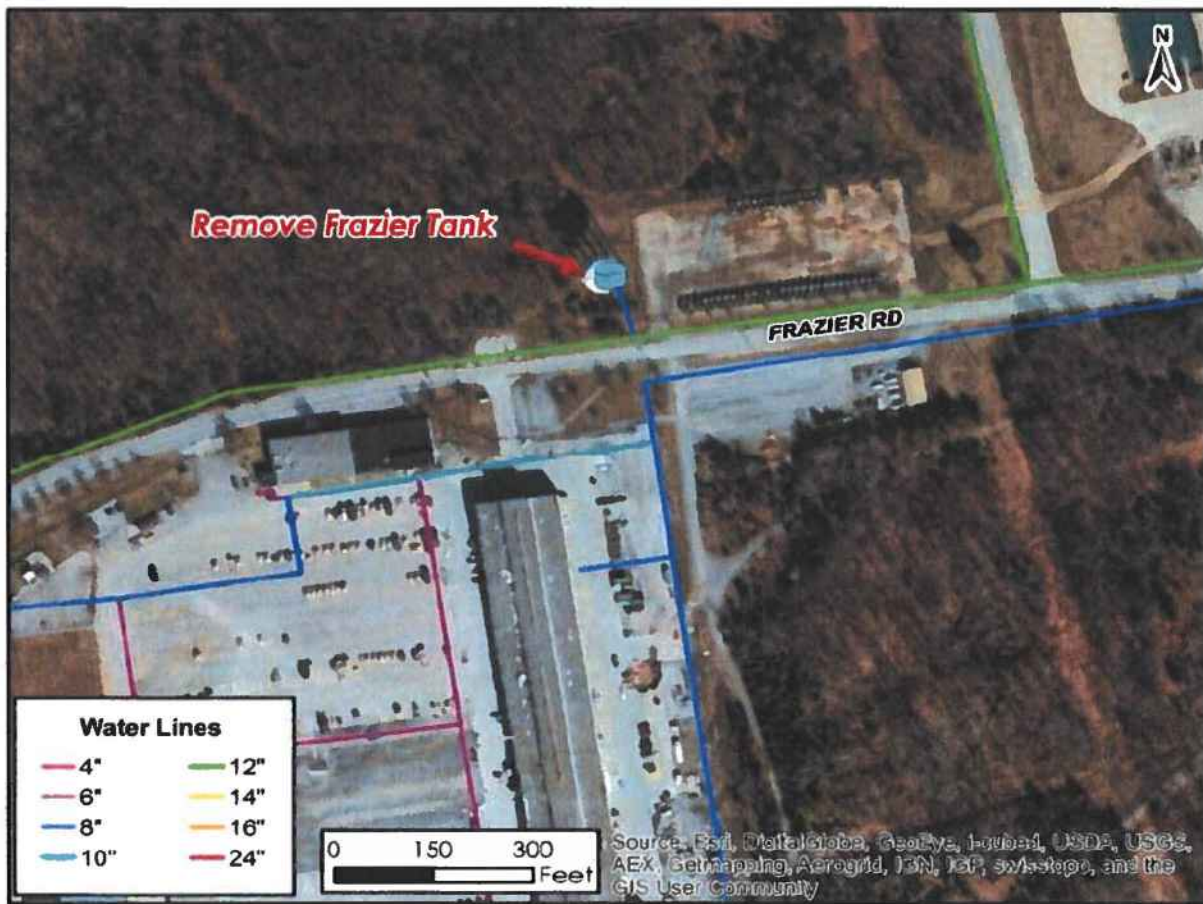 N
Remove Frazier Tank
FRAZIER RD
Water Lines
4" 12"
6" 14"
8" 16"
10" 24"
0 150 300
Feet
Source: Esri, DigitalGlobe, GeoEye, i-cubed, USDA, USGS,
AEX, Getmapping, Aerogrid, IGN, IGP, swisstopo, and the
GIS User Community